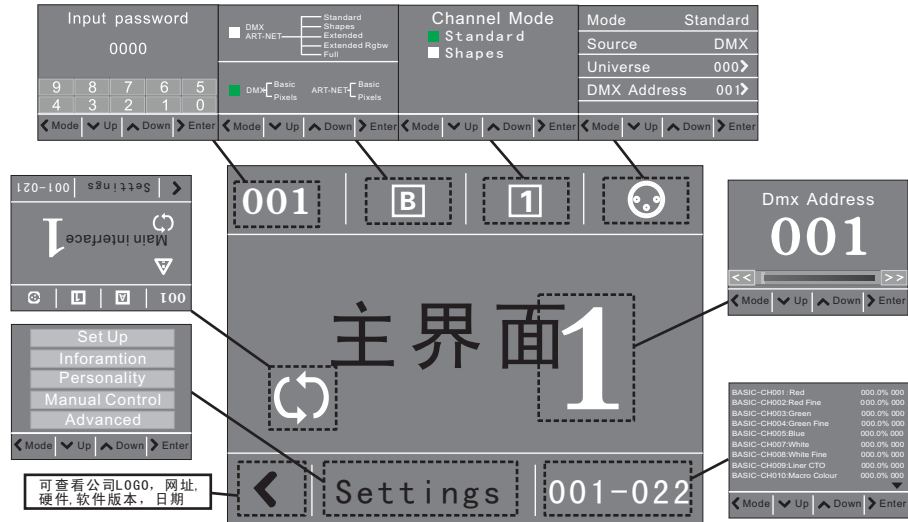 Input password
0000
9 8 7 6 5
4 3 2 1 0
Mode Up Down Enter
DMX
ART-NET
Standard
Shapes
Extended
Extended Rgbw
Full
DMX
Basic
Pixels
ART-NET
Basic
Pixels
Mode Up Down Enter
Channel Mode
Standard
Shapes
Mode Up Down Enter
Mode Standard
Source DMX
Universe 000
DMX Address 001
Mode Up Down Enter
001 B 1
主界面 1
Settings 001-022
001 A 1
Main interface
1
Settings 001-021
Set Up
Inforamtion
Personality
Manual Control
Advanced
Mode Up Down Enter
可查看公司LOGO，网址，
硬件，软件版本，日期
Dmx Address
001
<< >>
Mode Up Down Enter
BASIC-CH001:Red 000.0% 000
BASIC-CH002:Red Fine 000.0% 000
BASIC-CH003:Green 000.0% 000
BASIC-CH004:Green Fine 000.0% 000
BASIC-CH005:Blue 000.0% 000
BASIC-CH007:White 000.0% 000
BASIC-CH008:White Fine 000.0% 000
BASIC-CH009:Liner CTO 000.0% 000
BASIC-CH010:Macro Colour 000.0% 000
Mode Up Down Enter